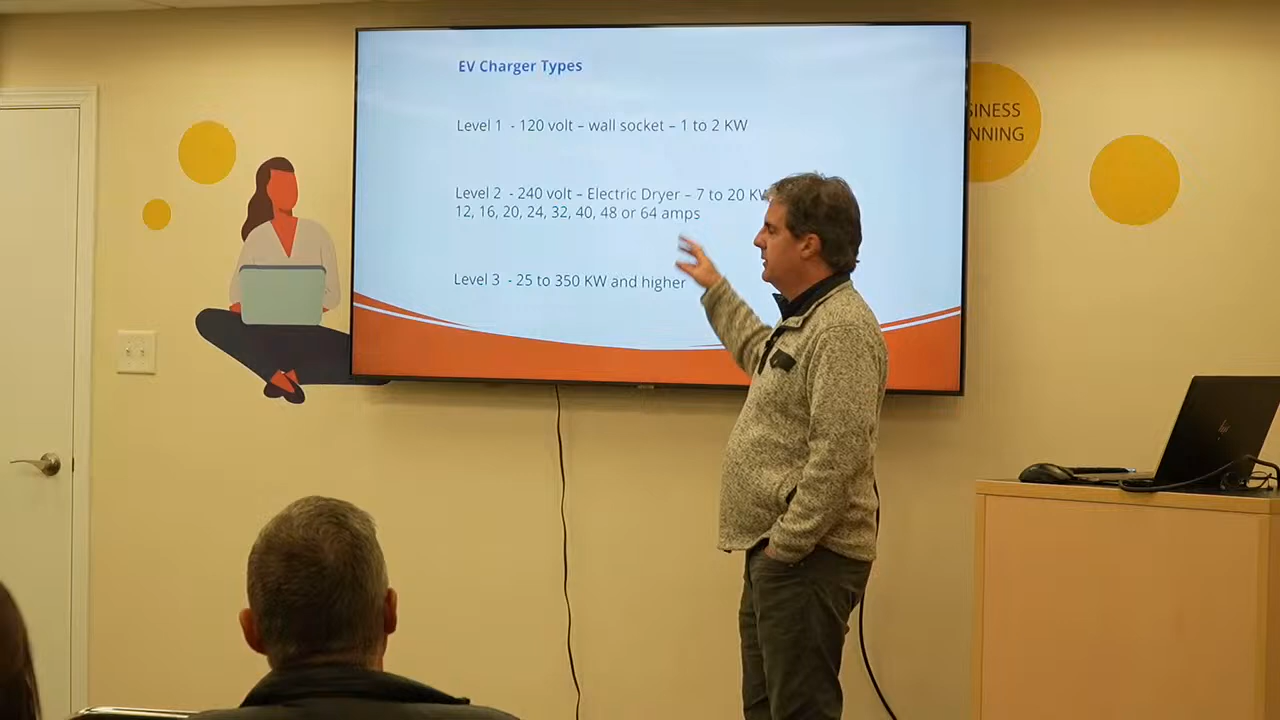 EV Charger Types
Level 1 - 120 volt – wall socket – 1 to 2 KW
Level 2 - 240 volt – Electric Dryer – 7 to 20 KW
12, 16, 20, 24, 32, 40, 48 or 64 amps
Level 3 - 25 to 350 KW and higher
SINESS
NNING
hp